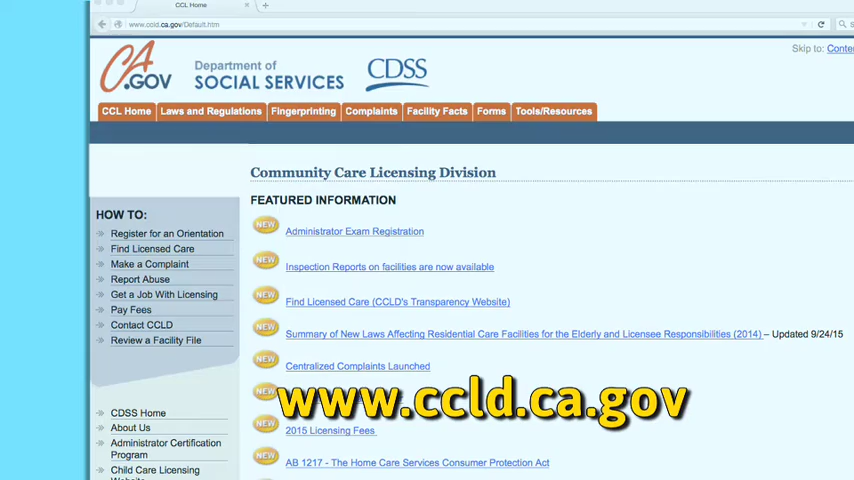 CCL Home
www.ccld.ca.gov/Default.htm
Skip to:
CA.GOV
Department of
SOCIAL SERVICES
CDSS
CCL Home
Laws and Regulations
Fingerprinting
Complaints
Facility Facts
Forms
Tools/Resources
Community Care Licensing Division
FEATURED INFORMATION
HOW TO:
Register for an Orientation
Find Licensed Care
Make a Complaint
Report Abuse
Get a Job With Licensing
Pay Fees
Contact CCLD
Review a Facility File
CDSS Home
About Us
Administrator Certification
Program
Child Care Licensing
NEW Administrator Exam Registration
NEW Inspection Reports on facilities are now available
NEW Find Licensed Care (CCLD's Transparency Website)
NEW Summary of New Laws Affecting Residential Care Facilities for the Elderly and Licensee Responsibilities (2014) – Updated 9/24/15
NEW Centralized Complaints Launched
NEW
www.ccld.ca.gov
NEW 2015 Licensing Fees
NEW AB 1217 - The Home Care Services Consumer Protection Act